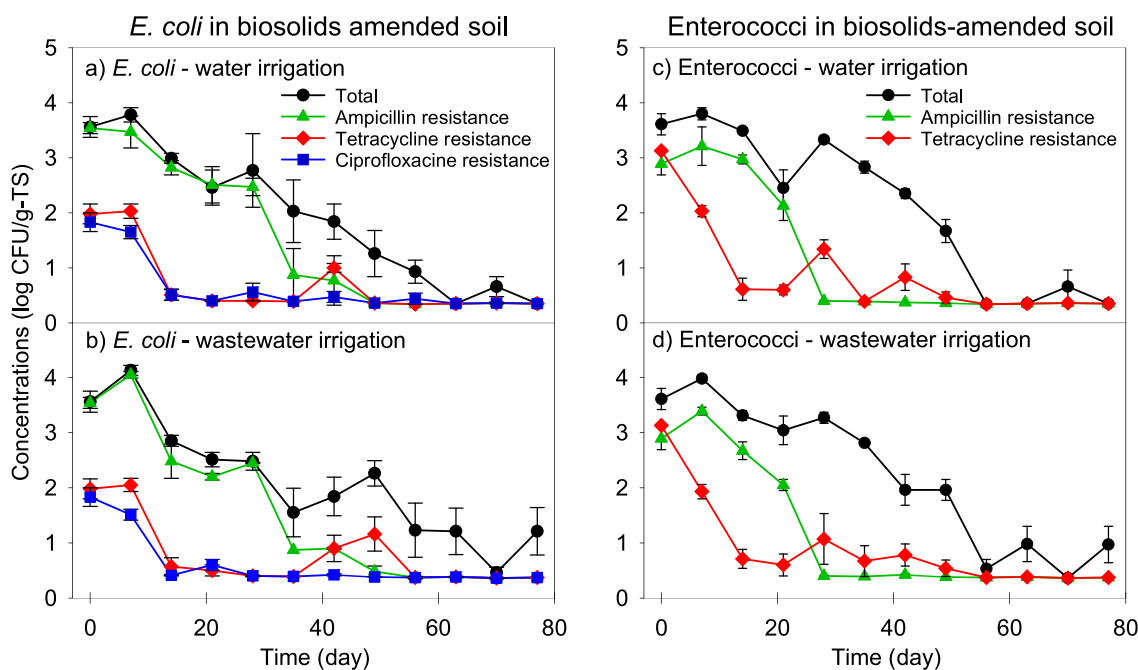 E. coli in biosolids amended soil
Enterococci in biosolids-amended soil
Concentrations (log CFU/g-TS)
5
4
3
2
1
0
a) E. coli - water irrigation
Total
Ampicillin resistance
Tetracycline resistance
Ciprofloxacine resistance
5
4
3
2
1
0
c) Enterococci - water irrigation
Total
Ampicillin resistance
Tetracycline resistance
4
3
2
1
0
b) E. coli - wastewater irrigation
0 20 40 60 80
Time (day)
4
3
2
1
0
d) Enterococci - wastewater irrigation
0 20 40 60 80
Time (day)